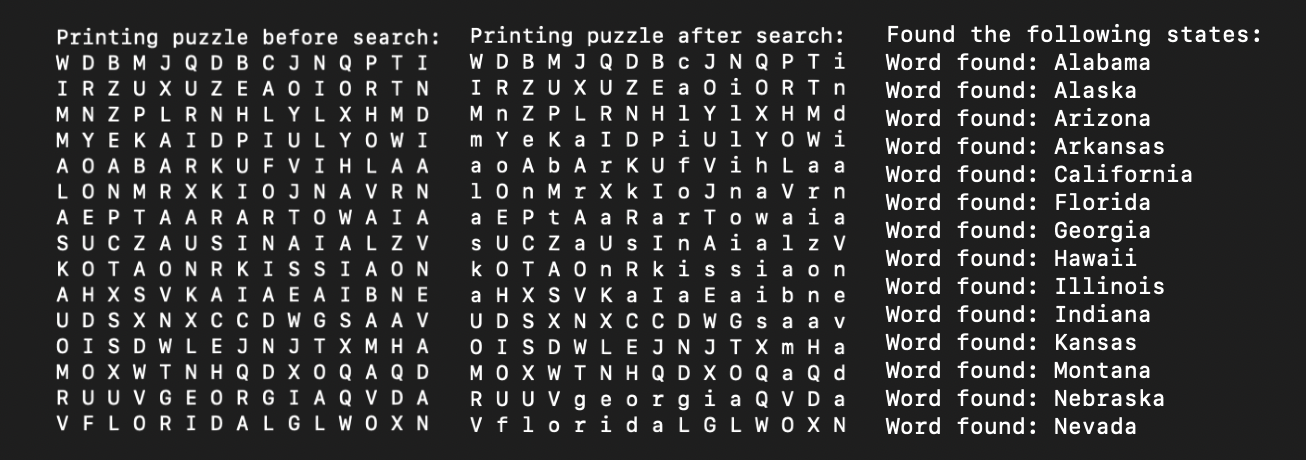 Printing puzzle before search:
W D B M J Q D B C J N Q P T I
I R Z U X U Z E A O I O R T N
M N Z P L R N H L Y L X H M D
M Y E K A I D P I U L Y O W I
A O A B A R K U F V I H L A A
L O N M R X K I O J N A V R N
A E P T A A R A R T O W A I A
S U C Z A U S I N A I A L Z V
K O T A O N R K I S S I A O N
A H X S V K A I A E A I B N E
U D S X N X C C D W G S A A V
O I S D W L E J N J T X M H A
M O X W T N H Q D X O Q A Q D
R U U V G E O R G I A Q V D A
V F L O R I D A L G L W O X N
Printing puzzle after search:
W D B M J Q D B c J N Q P T i
I R Z U X U Z E a O i O R T n
M n Z P L R N H l Y l X H M d
m Y e K a I D P i U l Y O W i
a o A b A r K U f V i h L a a
l O n M r X k I o J n a V r n
a E P t A a R a r T o w a i a
s U C Z a U s I n A i a l z V
k O T A O n R k i s s i a o n
a H X S V K a I a E a i b n e
U D S X N X C C D W G s a a v
O I S D W L E J N J T X m H a
M O X W T N H Q D X O Q a Q d
R U U V g e o r g i a Q V D a
V f l o r i d a L G L W O X N
Found the following states:
Word found: Alabama
Word found: Alaska
Word found: Arizona
Word found: Arkansas
Word found: California
Word found: Florida
Word found: Georgia
Word found: Hawaii
Word found: Illinois
Word found: Indiana
Word found: Kansas
Word found: Montana
Word found: Nebraska
Word found: Nevada